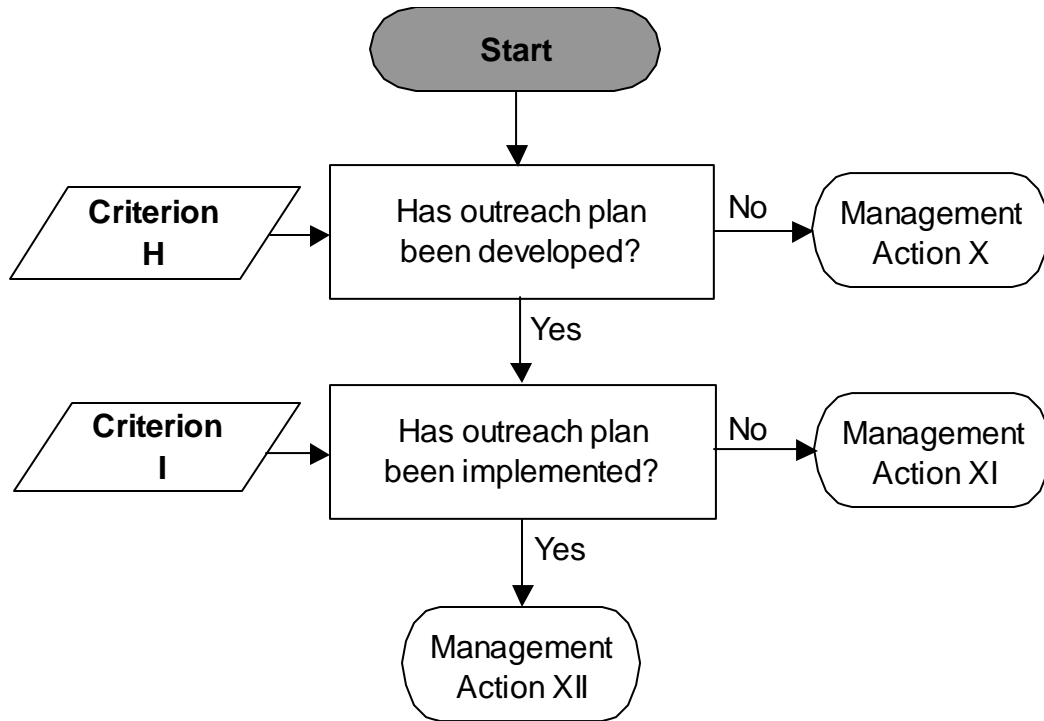 Start
Criterion
H
Has outreach plan
been developed?
No
Management
Action X
Yes
Criterion
I
Has outreach plan
been implemented?
No
Management
Action XI
Yes
Management
Action XII